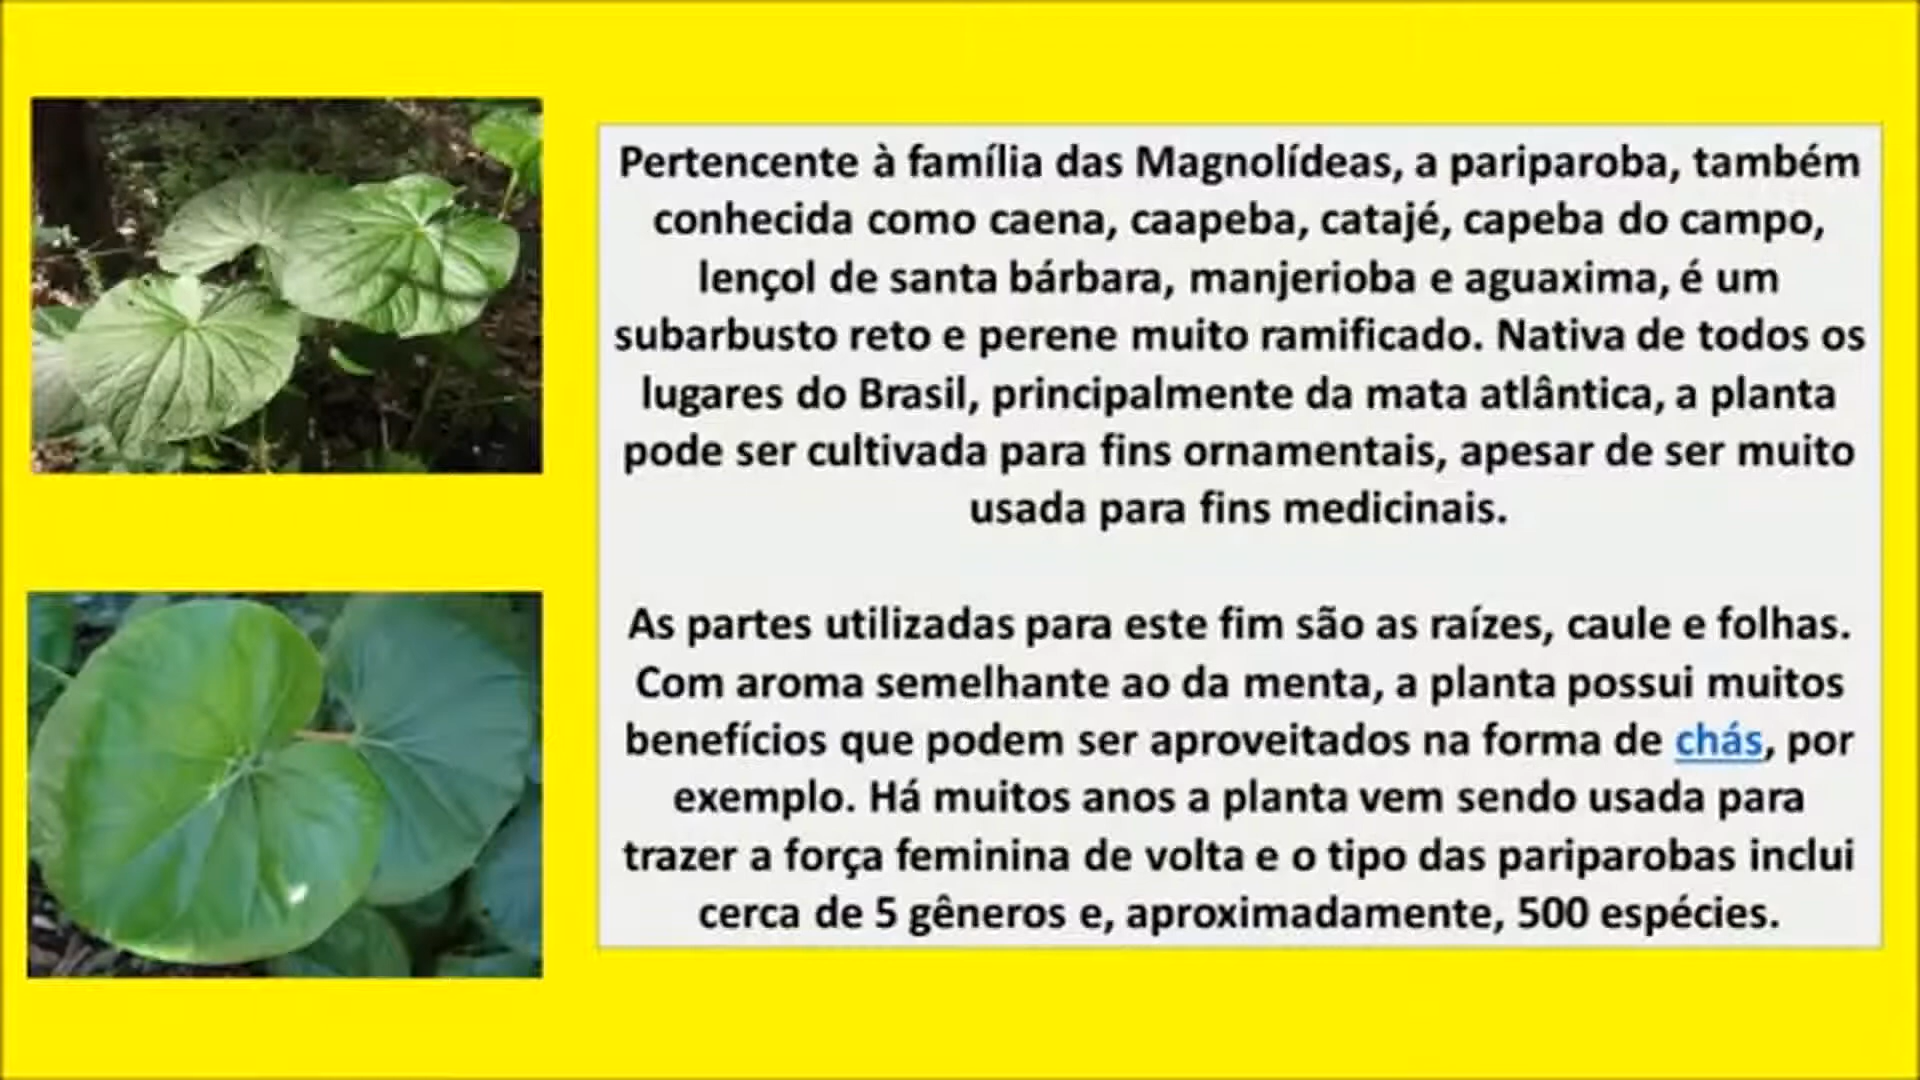 Pertencente à família das Magnolídeas, a pariparoba, também
conhecida como caena, caapeba, catajé, capeba do campo,
lençol de santa bárbara, manjerioba e aguaxima, é um
subarbusto reto e perene muito ramificado. Nativa de todos os
lugares do Brasil, principalmente da mata atlântica, a planta
pode ser cultivada para fins ornamentais, apesar de ser muito
usada para fins medicinais.
As partes utilizadas para este fim são as raízes, caule e folhas.
Com aroma semelhante ao da menta, a planta possui muitos
benefícios que podem ser aproveitados na forma de chás, por
exemplo. Há muitos anos a planta vem sendo usada para
trazer a força feminina de volta e o tipo das pariparobas inclui
cerca de 5 gêneros e, aproximadamente, 500 espécies.